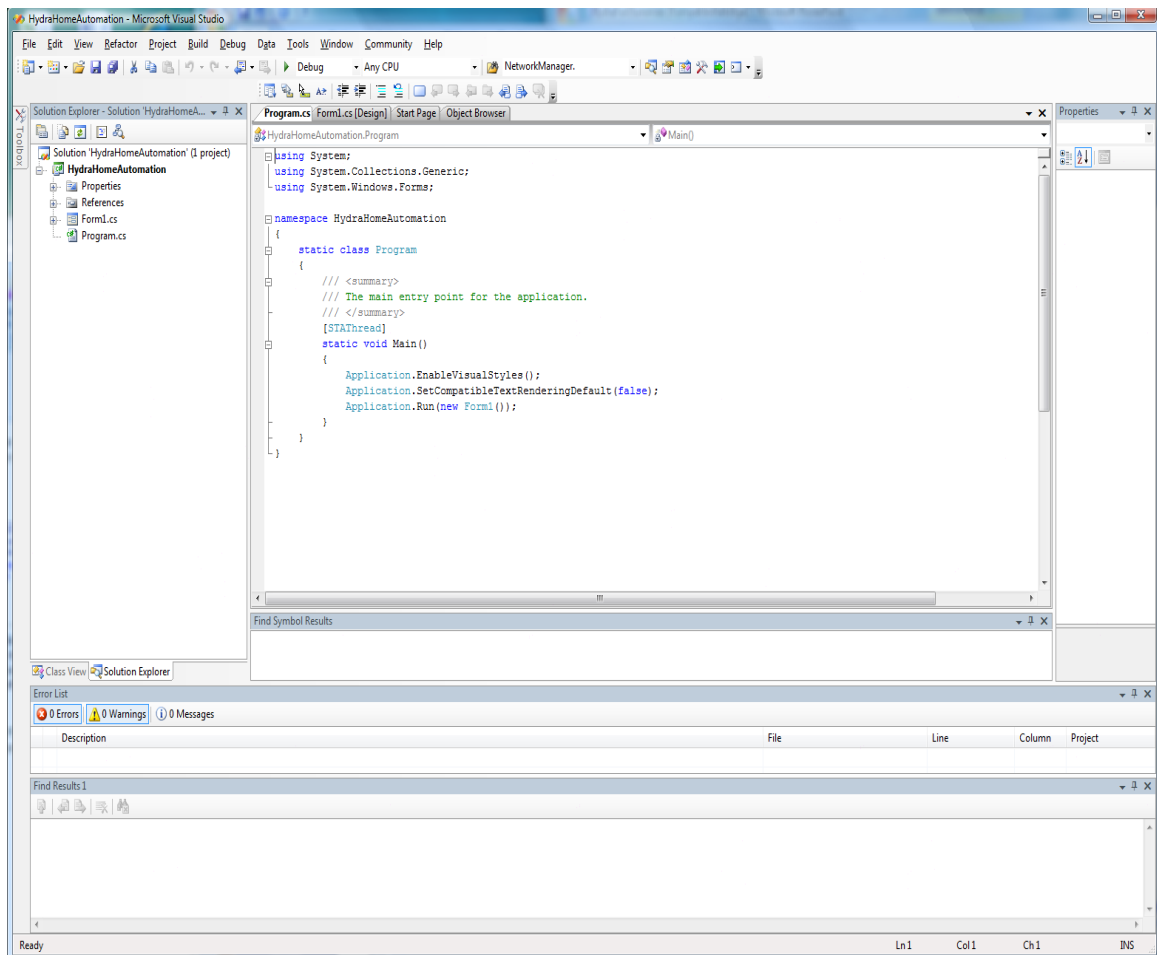 HydraHomeAutomation - Microsoft Visual Studio
File Edit View Refactor Project Build Debug Data Tools Window Community Help
Debug Any CPU NetworkManager.
Toolbox
Solution Explorer - Solution 'HydraHomeA...
Solution 'HydraHomeAutomation' (1 project)
HydraHomeAutomation
Properties
References
Form1.cs
Program.cs
Class View Solution Explorer
Program.cs Form1.cs [Design] Start Page Object Browser
HydraHomeAutomation.Program Main()
using System;
using System.Collections.Generic;
using System.Windows.Forms;
namespace HydraHomeAutomation
{
static class Program
{
/// <summary>
/// The main entry point for the application.
/// </summary>
[STAThread]
static void Main()
{
Application.EnableVisualStyles();
Application.SetCompatibleTextRenderingDefault(false);
Application.Run(new Form1());
}
}
}
Find Symbol Results
Properties
Error List
0 Errors 0 Warnings 0 Messages
Description File Line Column Project
Find Results 1
Ready Ln 1 Col 1 Ch 1 INS